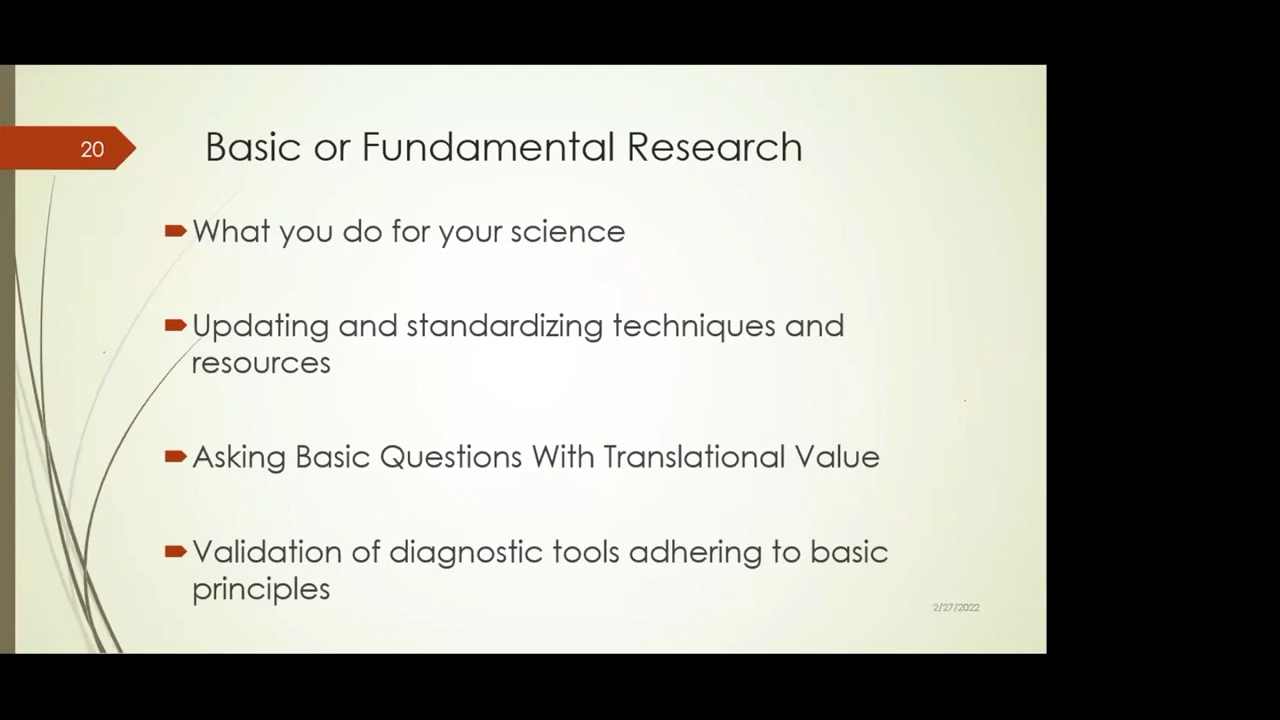 20
Basic or Fundamental Research
What you do for your science
Updating and standardizing techniques and
resources
Asking Basic Questions With Translational Value
Validation of diagnostic tools adhering to basic
principles
2/27/2022